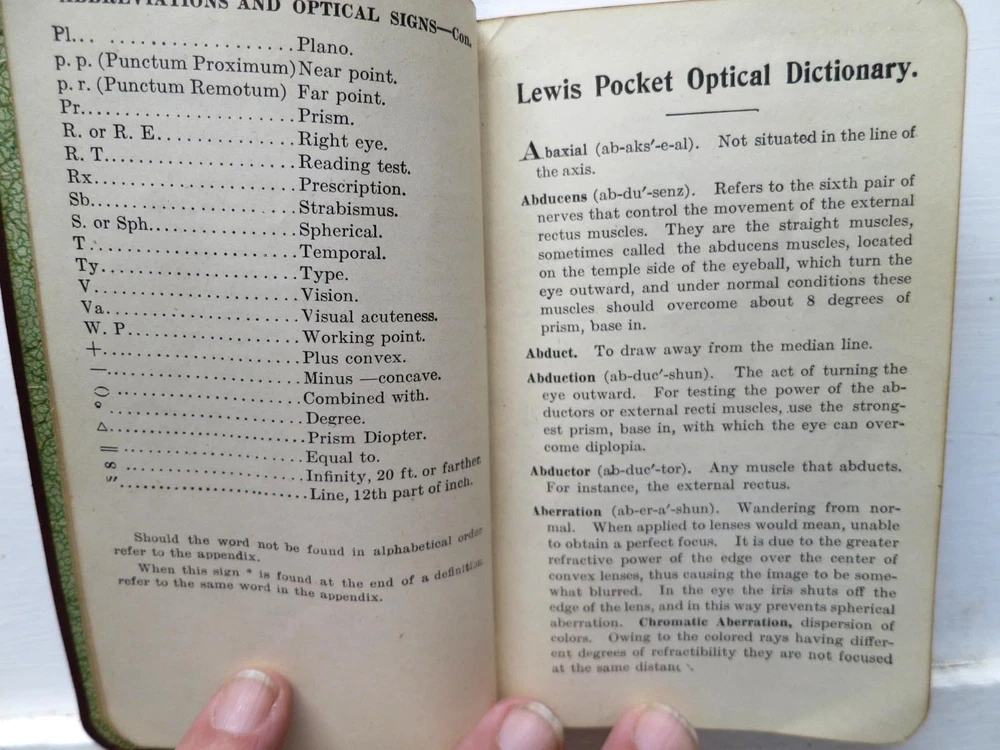 ABBREVIATIONS AND OPTICAL SIGNS—Con.
Pl... ..................Plano.
p. p. (Punctum Proximum) Near point.
p. r. (Punctum Remotum) Far point.
Pr........................Prism.
R. or R. E...............Right eye.
R. T.....................Reading test.
Rx.......................Prescription.
Sb.......................Strabismus.
S. or Sph................Spherical.
T .......................Temporal.
Ty.......................Type.
V........................Vision.
Va.......................Visual acuteness.
W. P.....................Working point.
+........................Plus convex.
—........................Minus —concave.
⬭ .......................Combined with.
° .......................Degree.
△........................Prism Diopter.
= .......................Equal to.
∞ .......................Infinity, 20 ft. or farther.
‴ .......................Line, 12th part of inch.
Should the word not be found in alphabetical order
refer to the appendix.
When this sign * is found at the end of a definition
refer to the same word in the appendix.
Lewis Pocket Optical Dictionary.
Abaxial (ab-aks′-e-al). Not situated in the line of
the axis.
Abducens (ab-du′-senz). Refers to the sixth pair of
nerves that control the movement of the external
rectus muscles. They are the straight muscles,
sometimes called the abducens muscles, located
on the temple side of the eyeball, which turn the
eye outward, and under normal conditions these
muscles should overcome about 8 degrees of
prism, base in.
Abduct. To draw away from the median line.
Abduction (ab-duc′-shun). The act of turning the
eye outward. For testing the power of the ab-
ductors or external recti muscles, use the strong-
est prism, base in, with which the eye can over-
come diplopia.
Abductor (ab-duc′-tor). Any muscle that abducts.
For instance, the external rectus.
Aberration (ab-er-a′-shun). Wandering from nor-
mal. When applied to lenses would mean, unable
to obtain a perfect focus. It is due to the greater
refractive power of the edge over the center of
convex lenses, thus causing the image to be some-
what blurred. In the eye the iris shuts off the
edge of the lens, and in this way prevents spherical
aberration. Chromatic Aberration, dispersion of
colors. Owing to the colored rays having differ-
ent degrees of refractibility they are not focused
at the same